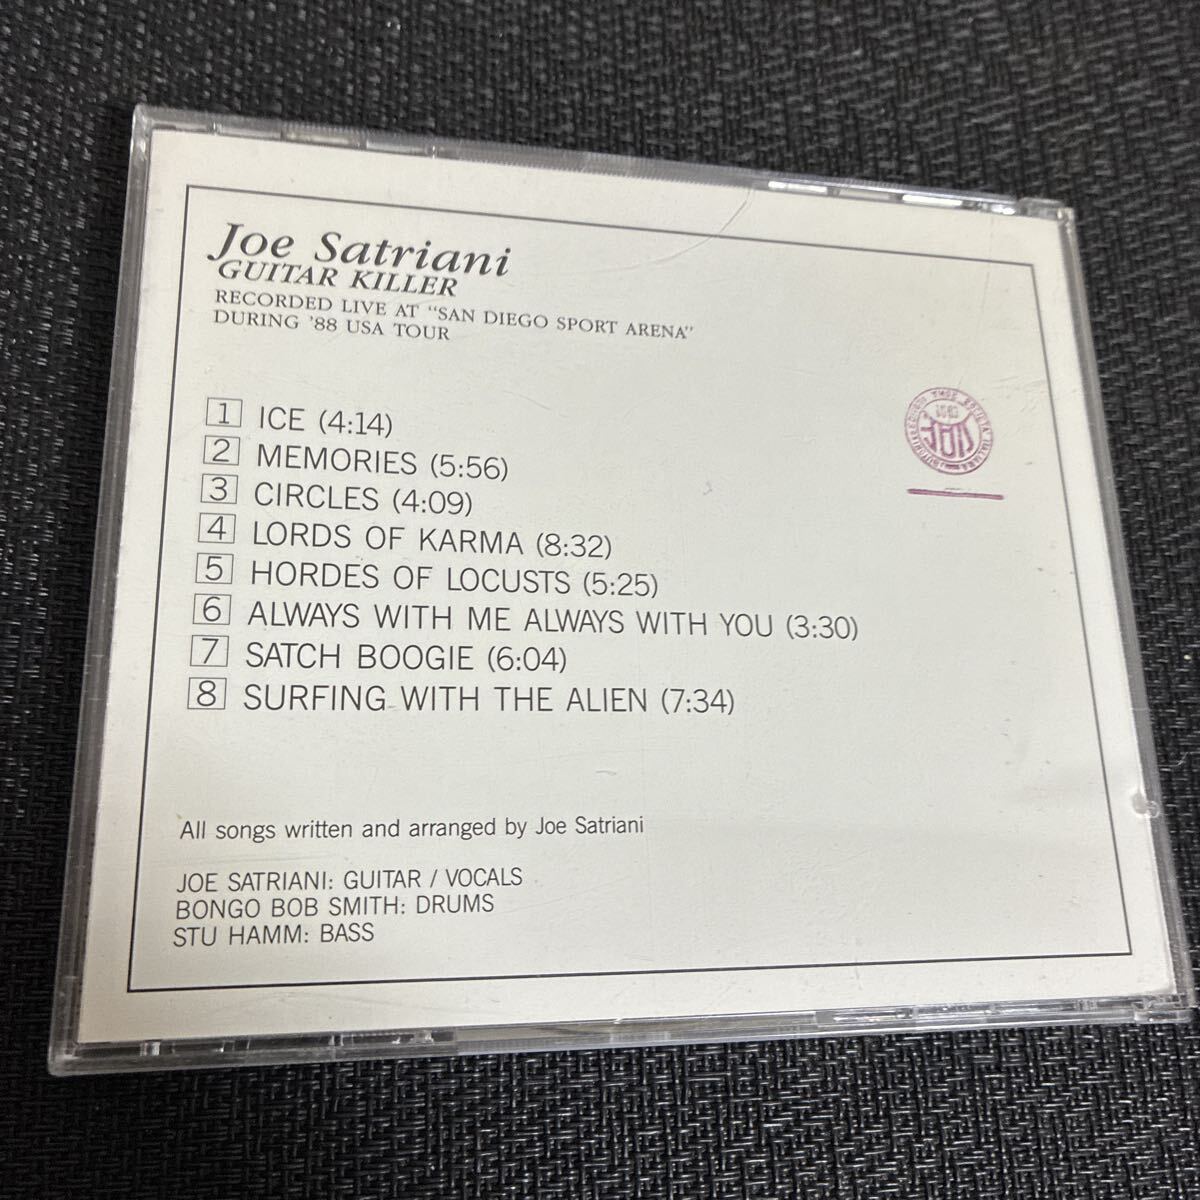 Joe Satriani
GUITAR KILLER
RECORDED LIVE AT "SAN DIEGO SPORT ARENA"
DURING '88 USA TOUR
1 ICE (4:14)
2 MEMORIES (5:56)
3 CIRCLES (4:09)
4 LORDS OF KARMA (8:32)
5 HORDES OF LOCUSTS (5:25)
6 ALWAYS WITH ME ALWAYS WITH YOU (3:30)
7 SATCH BOOGIE (6:04)
8 SURFING WITH THE ALIEN (7:34)
SIAE
All songs written and arranged by Joe Satriani
JOE SATRIANI: GUITAR / VOCALS
BONGO BOB SMITH: DRUMS
STU HAMM: BASS